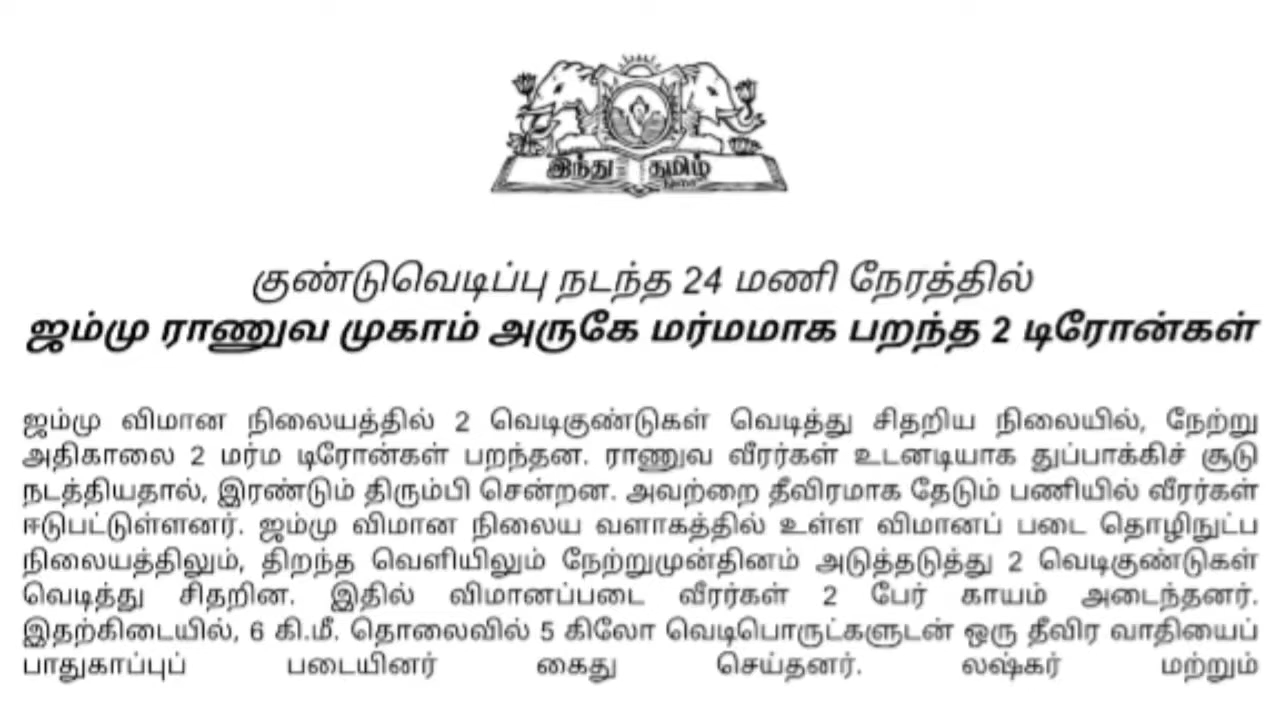 இந்து தமிழ்
குண்டுவெடிப்பு நடந்த 24 மணி நேரத்தில்
ஜம்மு ராணுவ முகாம் அருகே மர்மமாக பறந்த 2 டிரோன்கள்
ஜம்மு விமான நிலையத்தில் 2 வெடிகுண்டுகள் வெடித்து சிதறிய நிலையில், நேற்று
அதிகாலை 2 மர்ம டிரோன்கள் பறந்தன. ராணுவ வீரர்கள் உடனடியாக துப்பாக்கிச் சூடு
நடத்தியதால், இரண்டும் திரும்பி சென்றன. அவற்றை தீவிரமாக தேடும் பணியில் வீரர்கள்
ஈடுபட்டுள்ளனர். ஜம்மு விமான நிலைய வளாகத்தில் உள்ள விமானப் படை தொழிநுட்ப
நிலையத்திலும், திறந்த வெளியிலும் நேற்றுமுன்தினம் அடுத்தடுத்து 2 வெடிகுண்டுகள்
வெடித்து சிதறின. இதில் விமானப்படை வீரர்கள் 2 பேர் காயம் அடைந்தனர்.
இதற்கிடையில், 6 கி.மீ. தொலைவில் 5 கிலோ வெடிபொருட்களுடன் ஒரு தீவிர வாதியைப்
பாதுகாப்புப் படையினர் கைது செய்தனர். லஷ்கர் மற்றும்